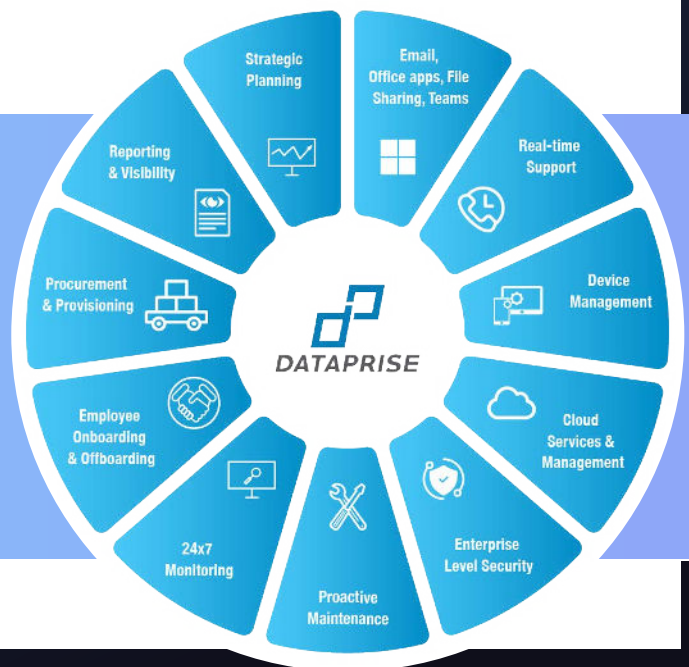 Strategic
Planning
Email,
Office apps, File
Sharing, Teams
Real-time
Support
Device
Management
Cloud
Services &
Management
Enterprise
Level Security
Proactive
Maintenance
24x7
Monitoring
Employee
Onboarding
& Offboarding
Procurement
& Provisioning
Reporting
& Visibility
DATAPRISE